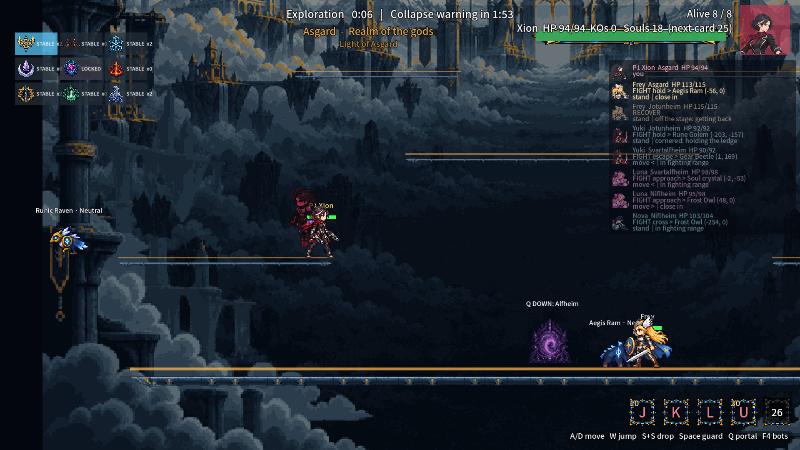 Exploration 0:06 | Collapse warning in 1:53
Alive 8 / 8
Asgard · Realm of the gods
Light of Asgard
Xion HP 94/94 KOs 0 Souls 18 (next card 25)
STABLE
STABLE x2
STABLE
LOCKED
STABLE
STABLE
STABLE
STABLE x2
P1 Xion Asgard HP 94/94
you
Frey Asgard HP 113/115
FIGHT hold > Aegis Ram (-56, 0)
stand | close in
Frey Jotunheim HP 115/115
RECOVER
stand | off the stage: getting back
Yuki Jotunheim HP 92/92
FIGHT hold > Rune Golem (-203, -157)
stand | cornered: holding the ledge
Yuki Svartalfheim HP 90/92
FIGHT escape > Gear Beetle (1, 169)
move < | in fighting range
Luna Svartalfheim HP 98/98
FIGHT approach > Soul crystal (-2, -53)
move < | in fighting range
Luna Niflheim HP 95/98
FIGHT approach > Frost Owl (48, 0)
move > | close in
Nova Niflheim HP 103/104
FIGHT cross > Frost Owl (-254, 0)
stand | in fighting range
P1 Xion
Runic Raven · Neutral
Q DOWN: Alfheim
Frey
Aegis Ram · Ne
J K L U 26
A/D move W jump S+S drop Space guard Q portal F4 bots